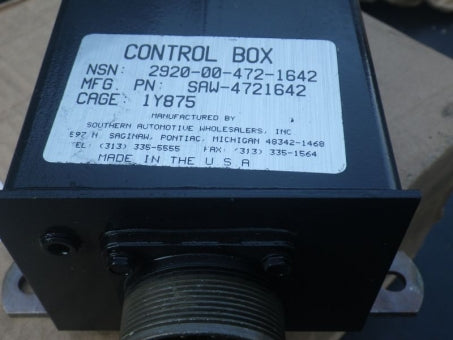 CONTROL BOX
NSN: 2920-00-472-1642
MFG. PN: SAW-4721642
CAGE: 1Y875
MANUFACTURED BY
SOUTHERN AUTOMOTIVE WHOLESALERS, INC
597 N. SAGINAW, PONTIAC, MICHIGAN 48342-1468
TEL: (313) 335-5555 FAX: (313) 335-1564
MADE IN THE U S A